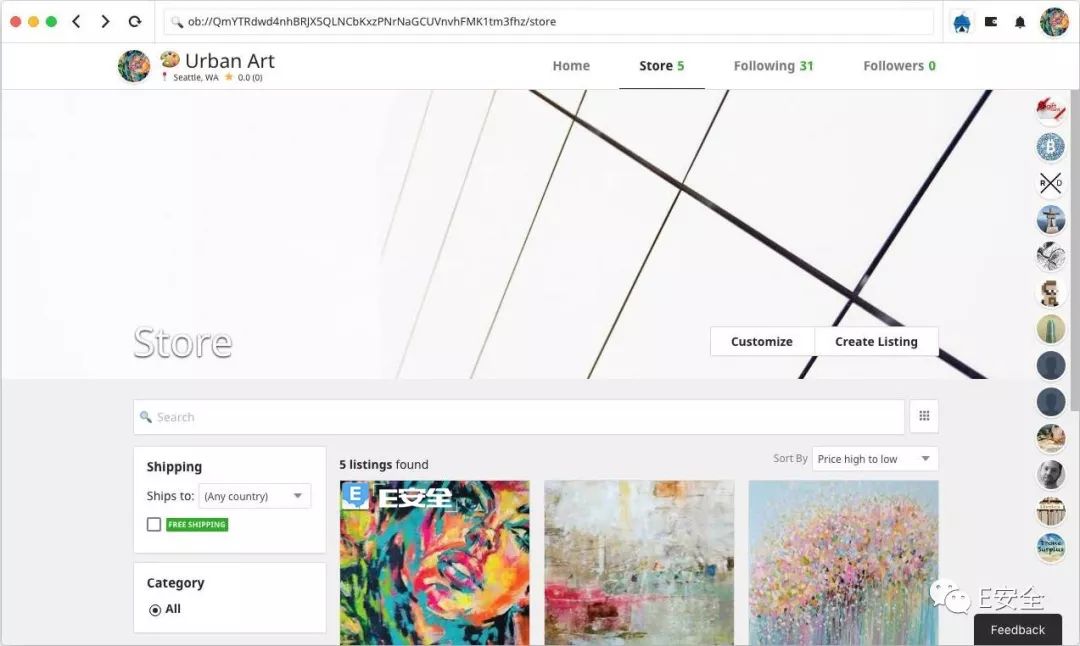 ob://QmYTRdwd4nhBRJX5QLNCbKxzPNrNaGCUVnvhFMK1tm3fhz/store
Urban Art
Seattle, WA 0.0 (0)
Home
Store 5
Following 31
Followers 0
Store
Customize
Create Listing
Search
Shipping
Ships to: (Any country)
FREE SHIPPING
Category
All
5 listings found
Sort By Price high to low
E E安全
E安全
Feedback